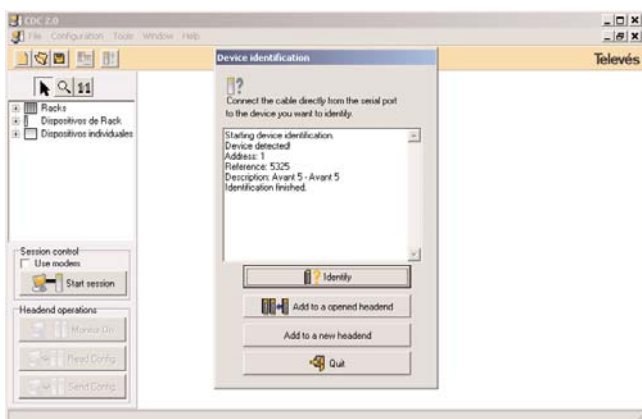 CDC 2.0
File Configuration Tools Window Help
Televés
Racks
Dispositivos de Rack
Dispositivos individuales
Session control
Use modem
Start session
Headend operations
Monitor On
Read Config
Send Config
Device identification
Connect the cable directly from the serial port
to the device you want to identify.
Starting device identification.
Device detected!
Address: 1
Reference: 5325
Description: Avant 5 - Avant 5
Identification finished.
Identify
Add to a opened headend
Add to a new headend
Quit